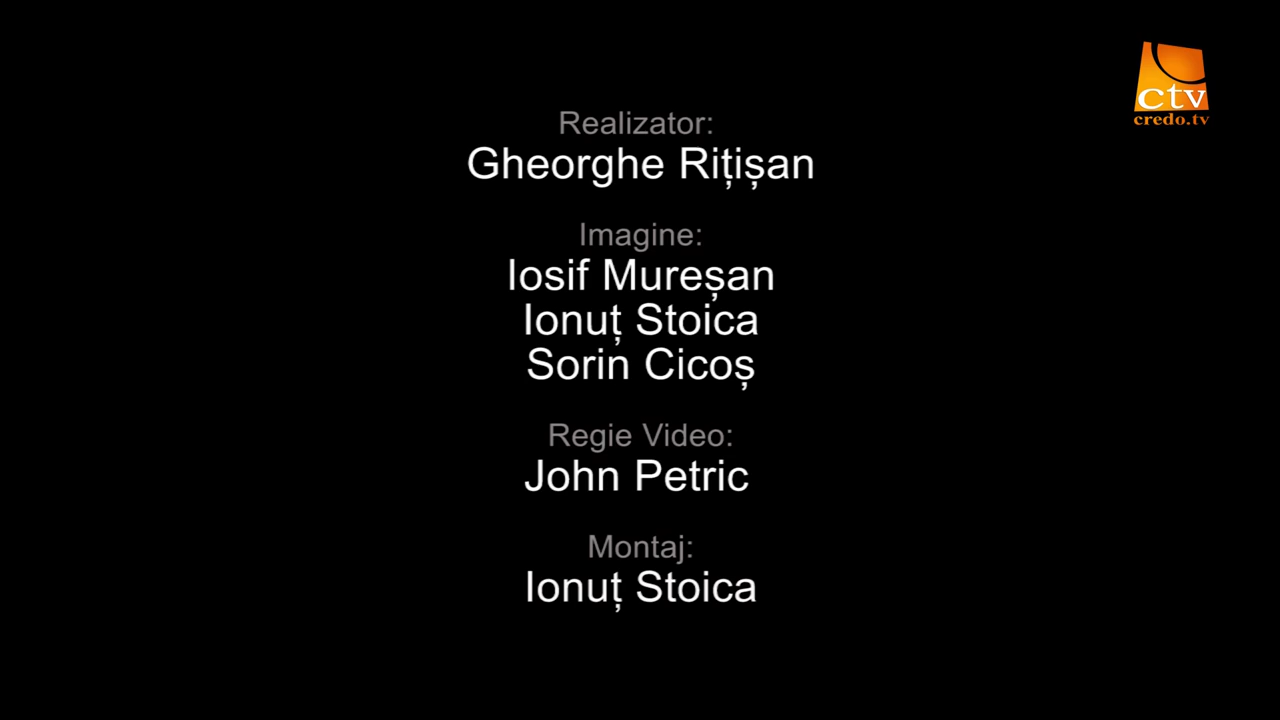 ctv
credo.tv
Realizator:
Gheorghe Rițișan
Imagine:
Iosif Mureșan
Ionuț Stoica
Sorin Cicoș
Regie Video:
John Petric
Montaj:
Ionuț Stoica